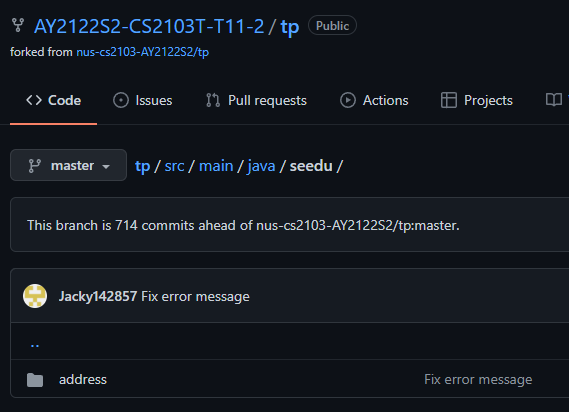 AY2122S2-CS2103T-T11-2 / tp Public
forked from nus-cs2103-AY2122S2/tp
Code Issues Pull requests Actions Projects
master tp / src / main / java / seedu /
This branch is 714 commits ahead of nus-cs2103-AY2122S2/tp:master.
Jacky142857 Fix error message
..
address Fix error message